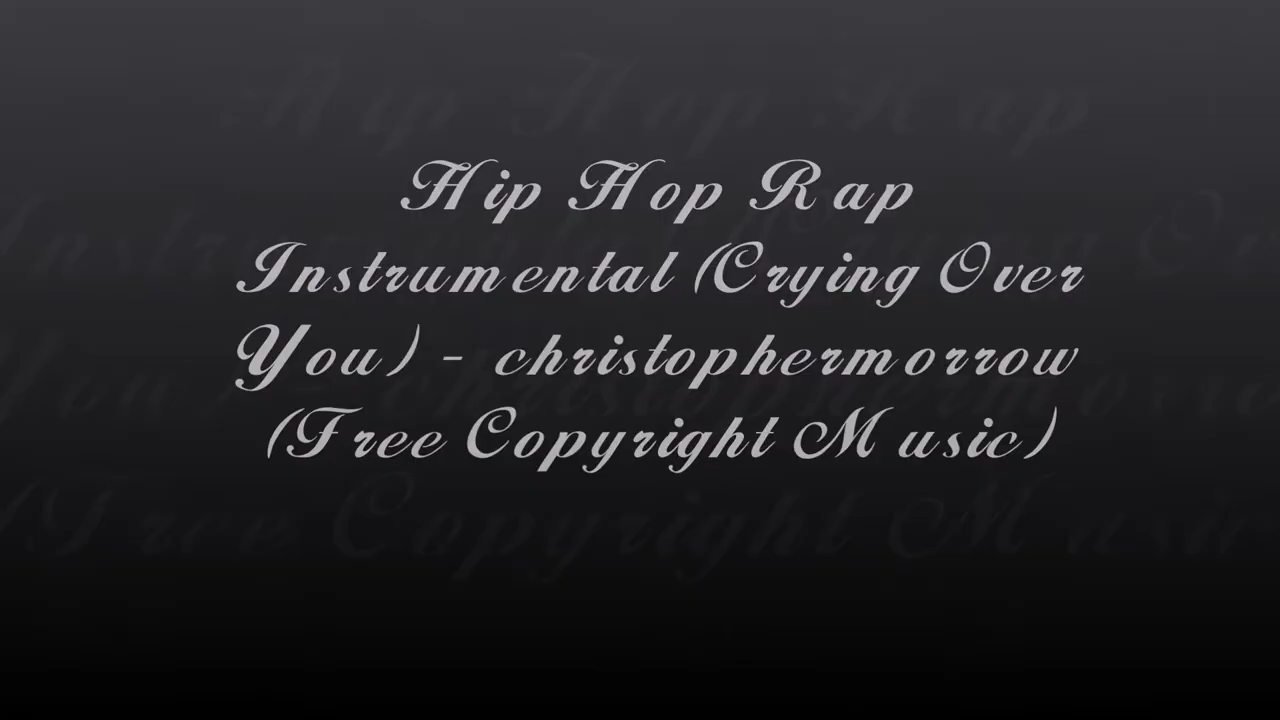 Hip Hop Rap
Instrumental (Crying Over
You) - christophermorrow
(Free Copyright Music)